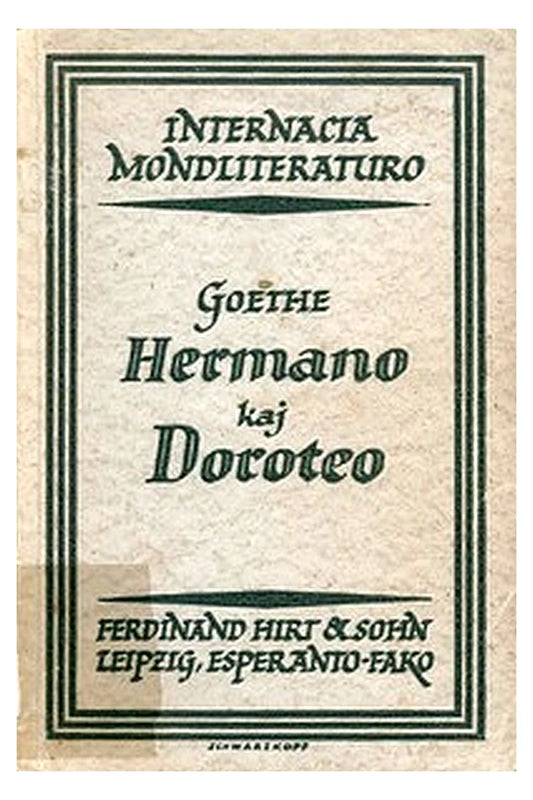 INTERNACIA
MONDLITERATURO
GOETHE
Hermano
kaj
Doroteo
FERDINAND HIRT & SOHN
LEIPZIG, ESPERANTO-FAKO
SCHWARZKOPF